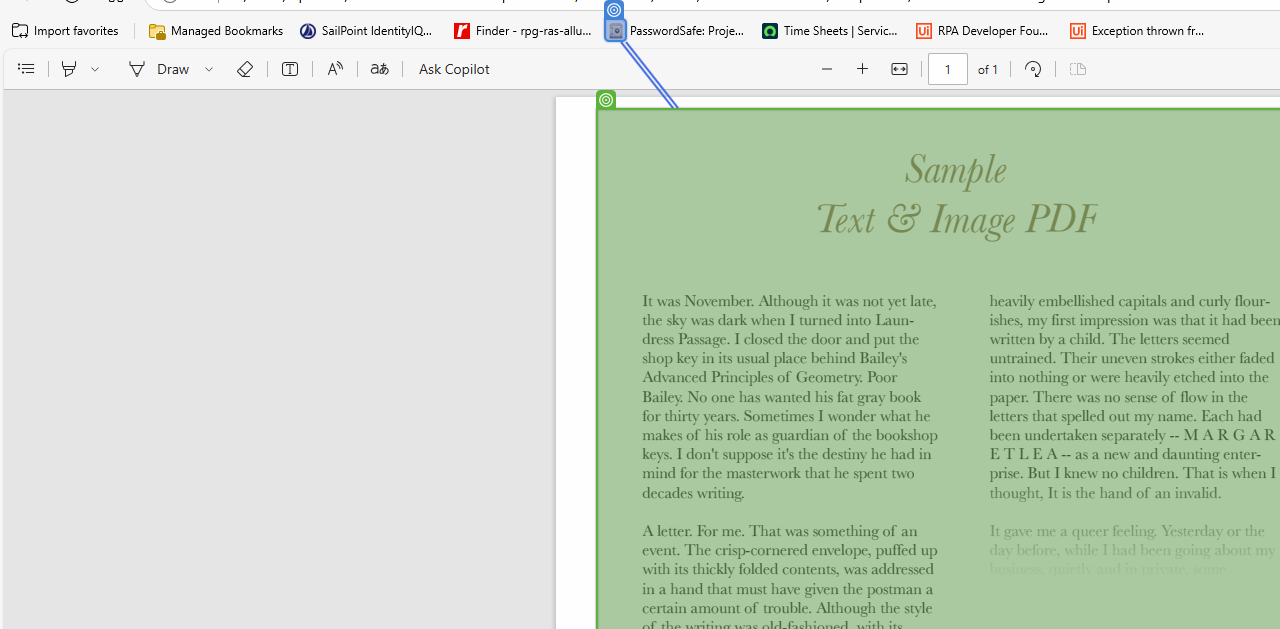 Import favorites
Managed Bookmarks
SailPoint IdentityIQ...
Finder - rpg-ras-allu...
PasswordSafe: Proje...
Time Sheets | Servic...
RPA Developer Fou...
Exception thrown fr...
Draw
Ask Copilot
1 of 1
Sample
Text & Image PDF
It was November. Although it was not yet late,
the sky was dark when I turned into Laun-
dress Passage. I closed the door and put the
shop key in its usual place behind Bailey's
Advanced Principles of Geometry. Poor
Bailey. No one has wanted his fat gray book
for thirty years. Sometimes I wonder what he
makes of his role as guardian of the bookshop
keys. I don't suppose it's the destiny he had in
mind for the masterwork that he spent two
decades writing.
A letter. For me. That was something of an
event. The crisp-cornered envelope, puffed up
with its thickly folded contents, was addressed
in a hand that must have given the postman a
certain amount of trouble. Although the style
of the writing was old-fashioned, with its
heavily embellished capitals and curly flour-
ishes, my first impression was that it had been
written by a child. The letters seemed
untrained. Their uneven strokes either faded
into nothing or were heavily etched into the
paper. There was no sense of flow in the
letters that spelled out my name. Each had
been undertaken separately -- M A R G A R
E T L E A -- as a new and daunting enter-
prise. But I knew no children. That is when I
thought, It is the hand of an invalid.
It gave me a queer feeling. Yesterday or the
day before, while I had been going about my
business, quietly and in private, some